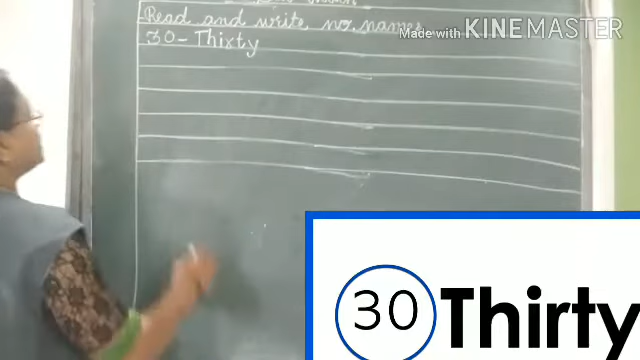 Read and write no. names
Made with KINEMASTER
30 - Thirty
30 Thirty